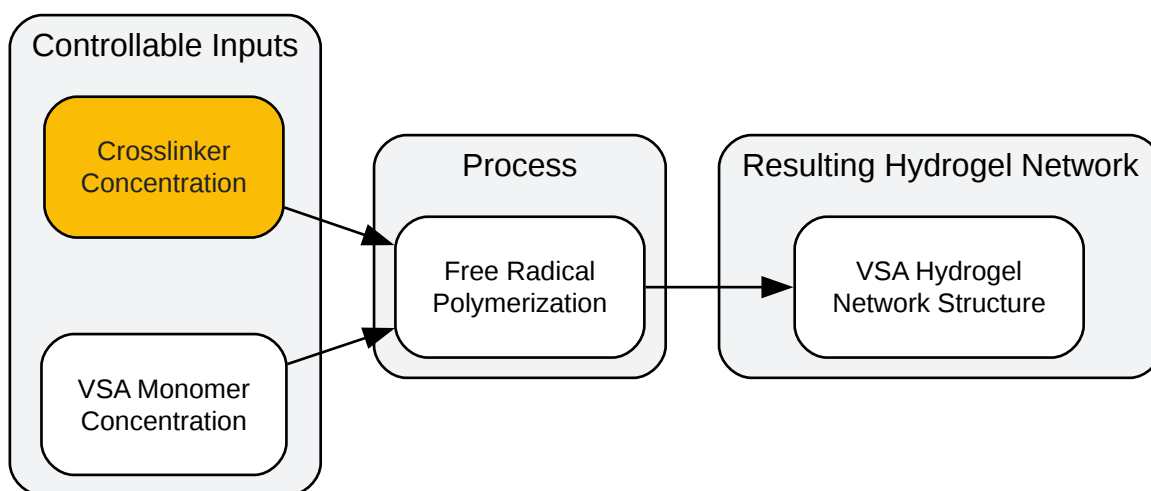 Controllable Inputs
Crosslinker
Concentration
VSA Monomer
Concentration
Process
Free Radical
Polymerization
Resulting Hydrogel Network
VSA Hydrogel
Network Structure